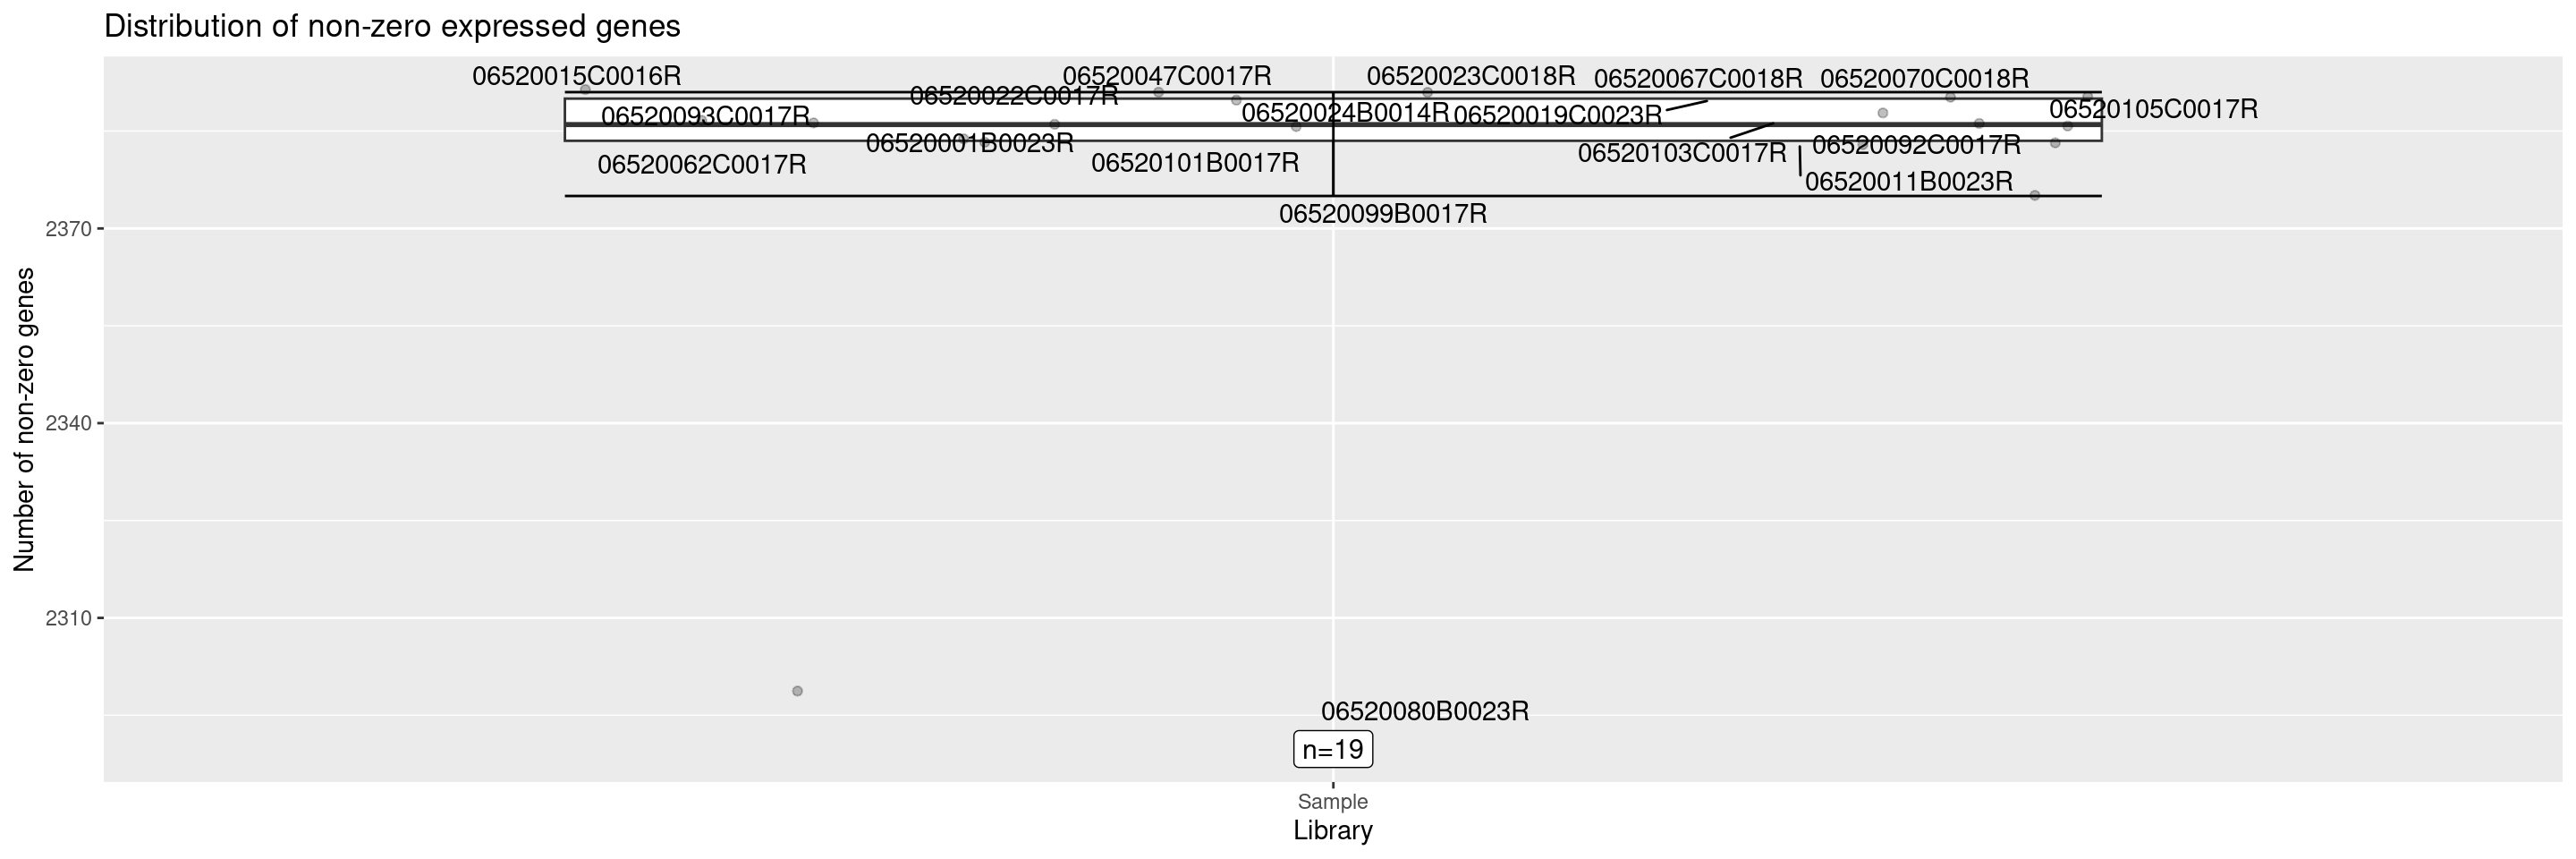 Distribution of non-zero expressed genes
06520015C0016R
06520047C0017R
06520023C0018R
06520067C0018R
06520070C0018R
06520022C0017R
06520093C0017R
06520024B0014R
06520019C0023R
06520105C0017R
06520001B0023R
06520103C0017R
06520092C0017R
06520062C0017R
06520101B0017R
06520011B0023R
06520099B0017R
2370
2340
2310
Number of non-zero genes
06520080B0023R
n=19
Sample
Library